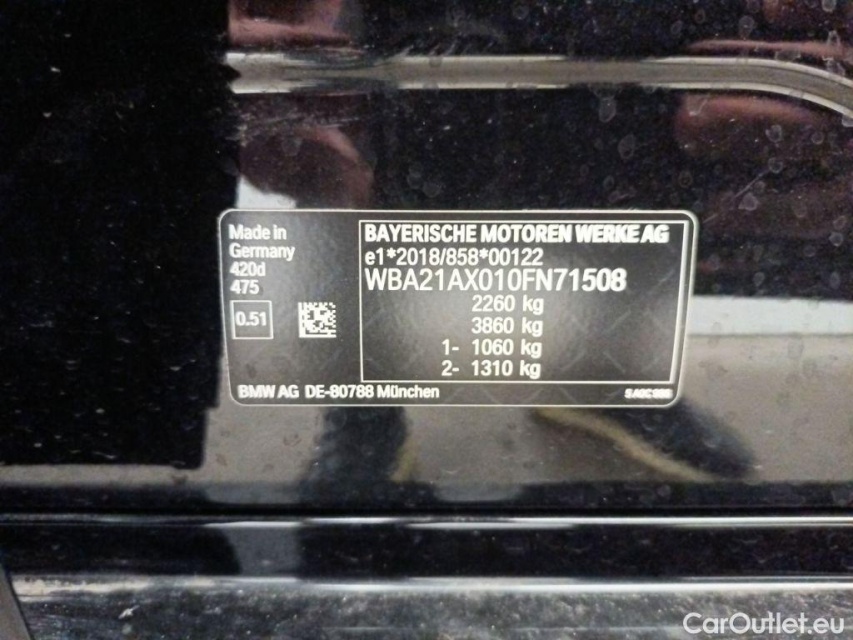 Made in
Germany
420d
475
0.51
BAYERISCHE MOTOREN WERKE AG
e1*2018/858*00122
WBA21AX010FN71508
2260 kg
3860 kg
1- 1060 kg
2- 1310 kg
BMW AG DE-80788 München
CarOutlet.eu